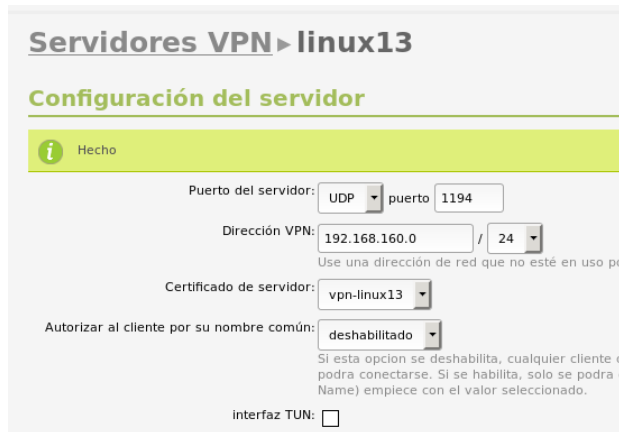 Servidores VPN▸linux13
Configuración del servidor
i Hecho
Puerto del servidor: UDP puerto 1194
Dirección VPN: 192.168.160.0 / 24
Use una dirección de red que no esté en uso
Certificado de servidor: vpn-linux13
Autorizar al cliente por su nombre común: deshabilitado
Si esta opcion se deshabilita, cualquier cliente
podra conectarse. Si se habilita, solo se podra
Name) empiece con el valor seleccionado.
interfaz TUN: